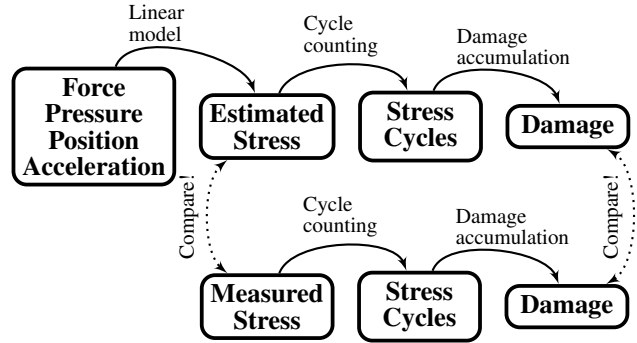 Linear
model
Cycle
counting
Damage
accumulation
Force
Pressure
Position
Acceleration
Estimated
Stress
Stress
Cycles
Damage
Compare!
Compare!
Cycle
counting
Damage
accumulation
Measured
Stress
Stress
Cycles
Damage